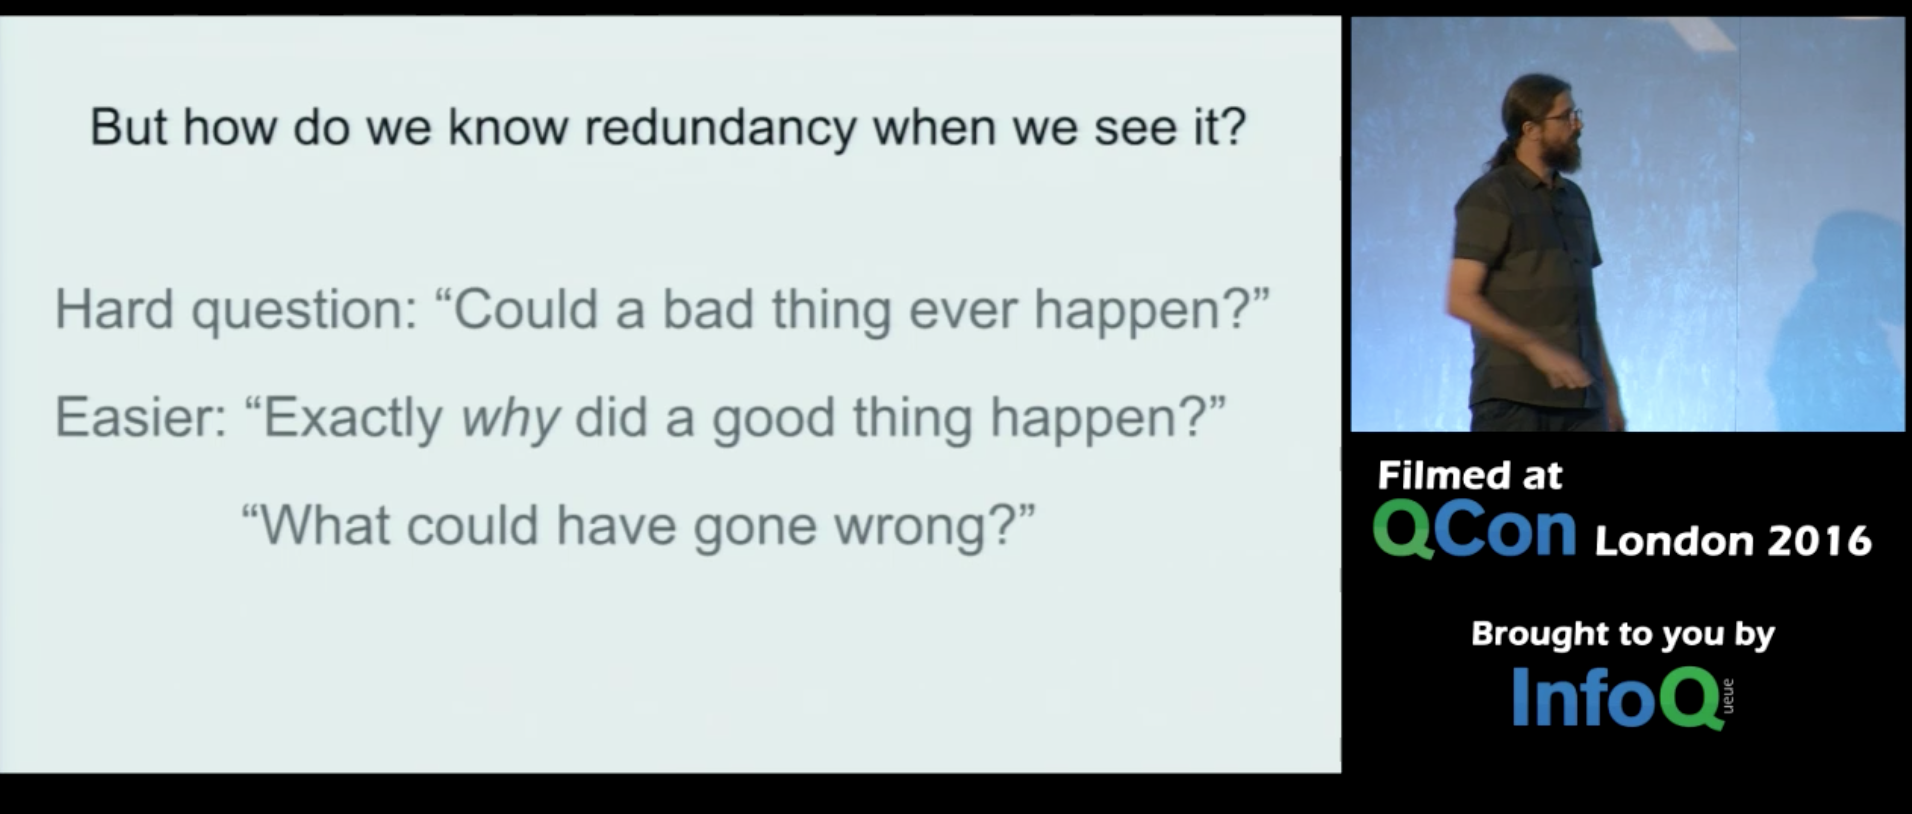 But how do we know redundancy when we see it?
Hard question: “Could a bad thing ever happen?”
Easier: “Exactly why did a good thing happen?”
“What could have gone wrong?”
Filmed at
QCon London 2016
Brought to you by
InfoQ
ueue